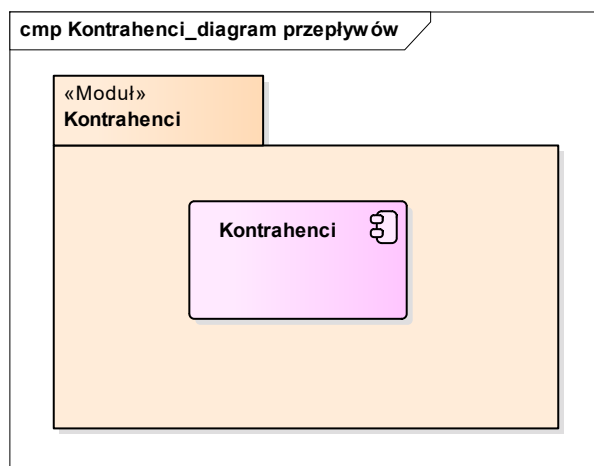 cmp Kontrahenci_diagram przepływów
«Moduł»
Kontrahenci
Kontrahenci